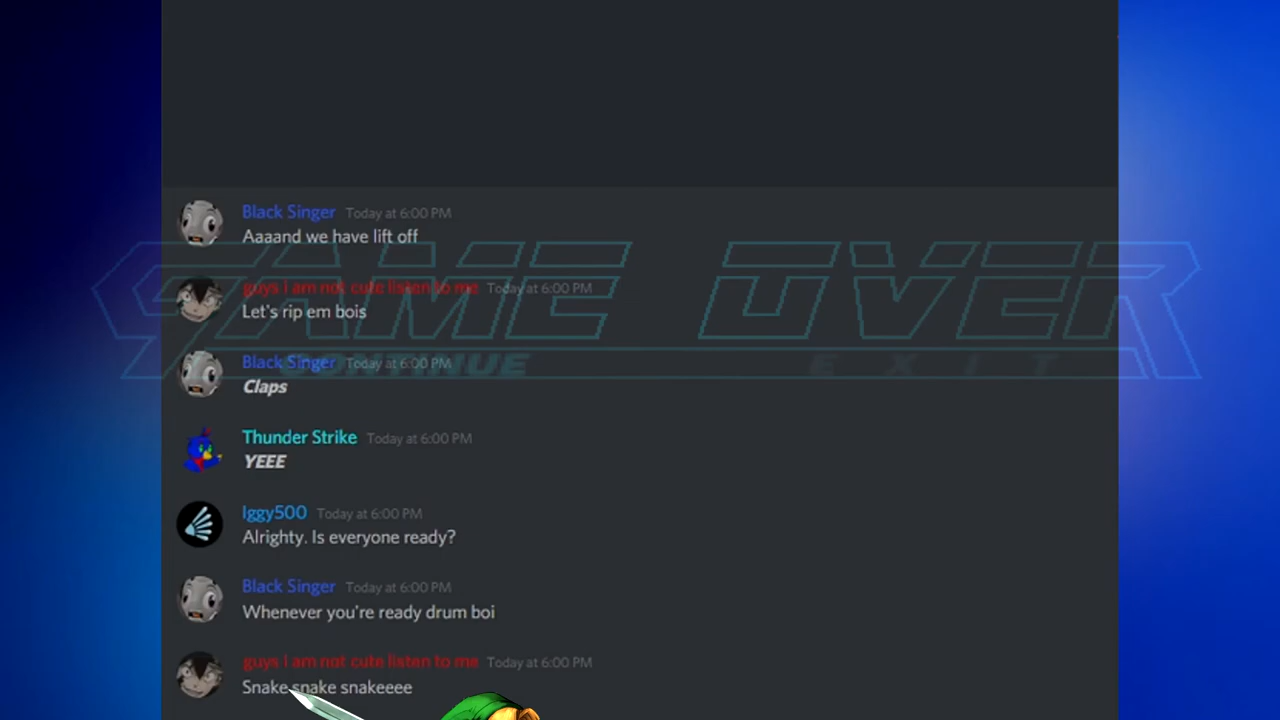 Black Singer Today at 6:00 PM
Aaaand we have lift off
GAME OVER
guys I am not cute listen to me Today at 6:00 PM
Let's rip em bois
Black Singer Today at 6:00 PM
CONTINUE EXIT
Claps
Thunder Strike Today at 6:00 PM
YEEE
Iggy500 Today at 6:00 PM
Alrighty. Is everyone ready?
Black Singer Today at 6:00 PM
Whenever you're ready drum boi
guys I am not cute listen to me Today at 6:00 PM
Snake snake snakeeee